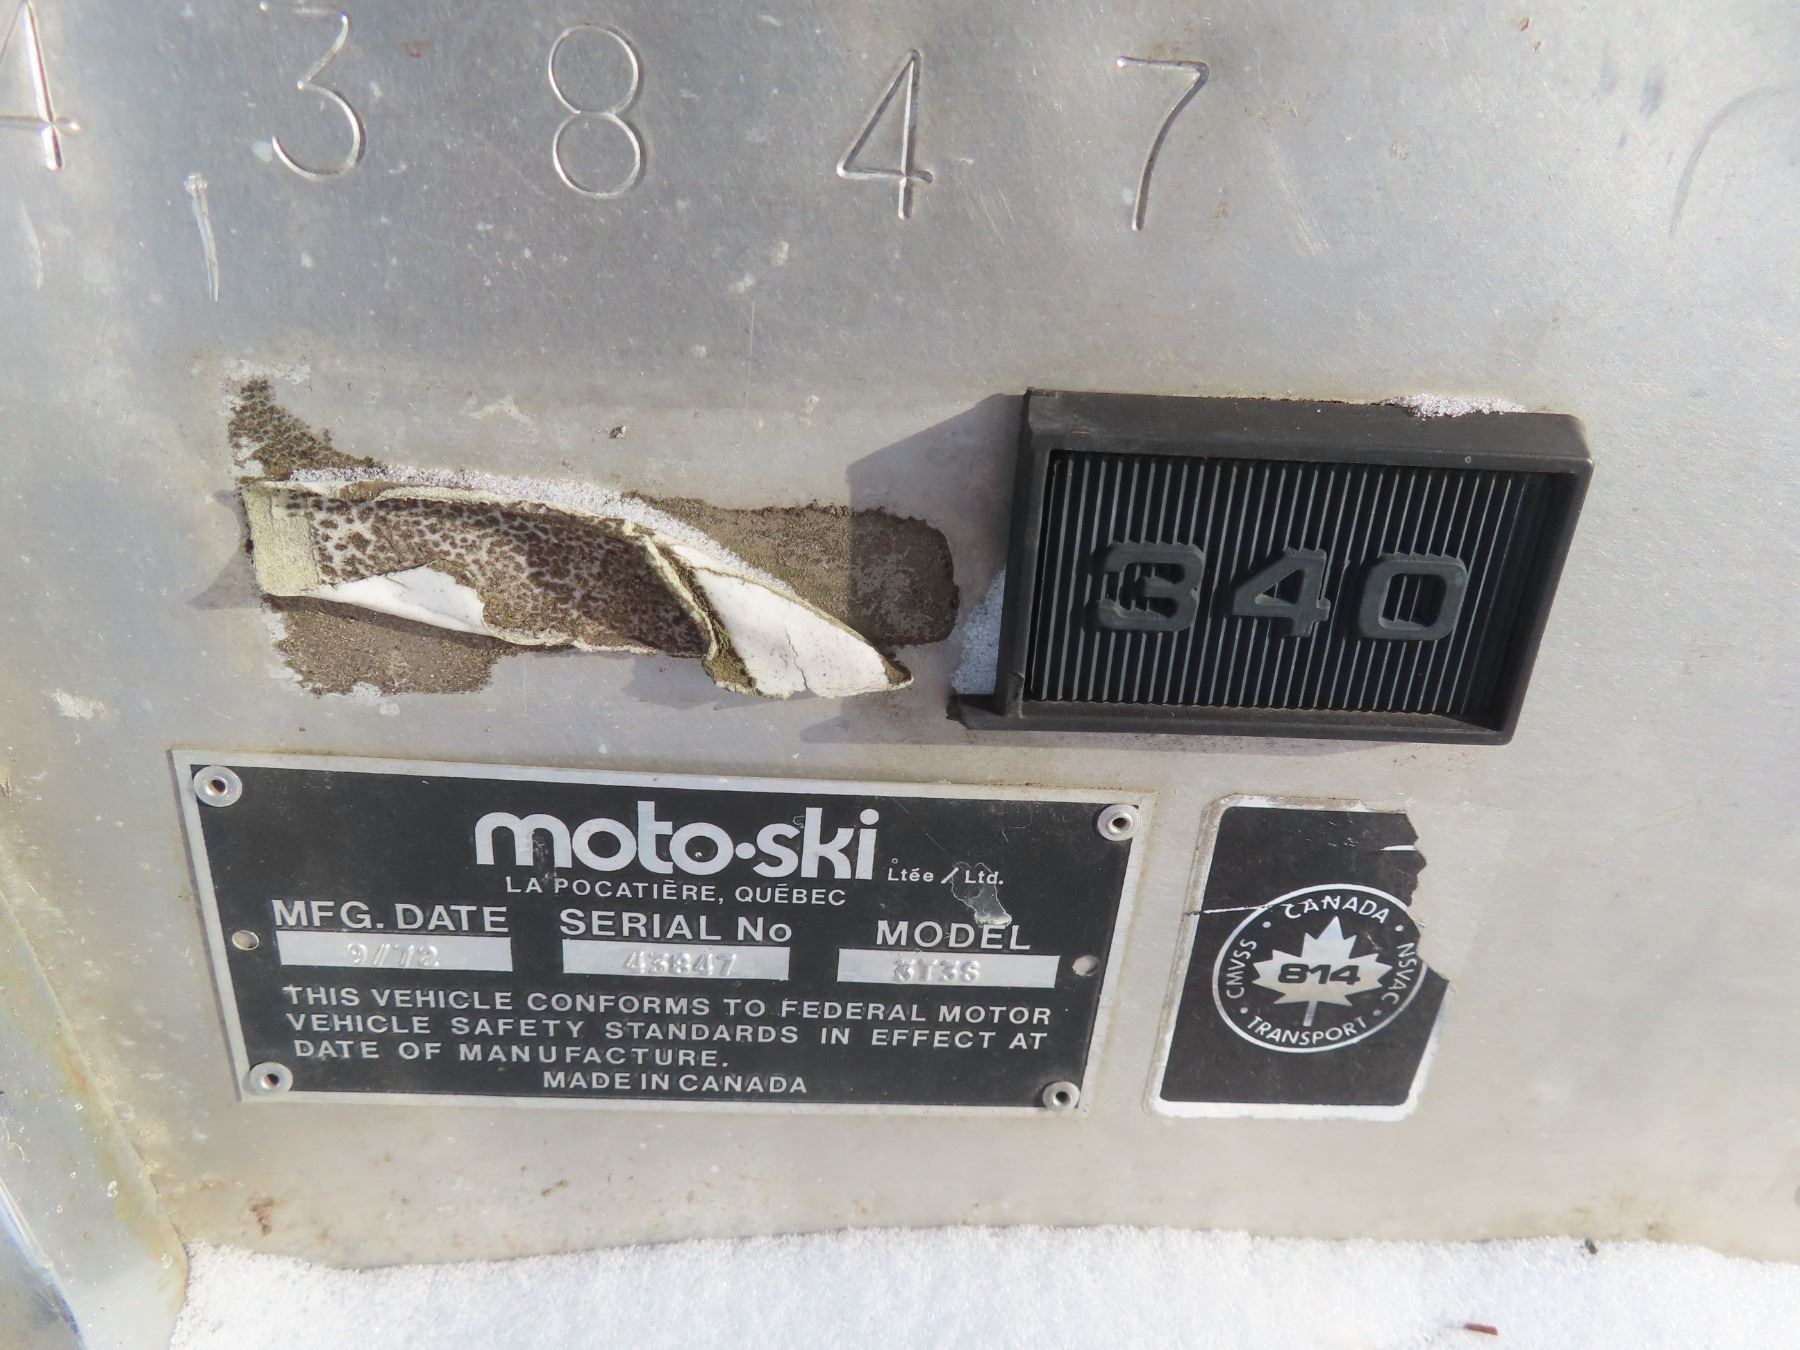 43847
340
moto·ski Ltée / Ltd.
LA POCATIÈRE, QUÉBEC
MFG. DATE SERIAL No MODEL
9/72 43847 3T3S
THIS VEHICLE CONFORMS TO FEDERAL MOTOR
VEHICLE SAFETY STANDARDS IN EFFECT AT
DATE OF MANUFACTURE.
MADE IN CANADA
CANADA
CMVSS 814 NSVAC
TRANSPORT